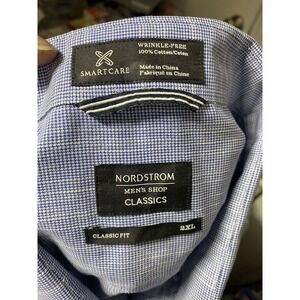 WRINKLE-FREE
100% Cotton/Coton
SMARTCARE
Made in China
Fabriqué en Chine
NORDSTROM
MEN'S SHOP
CLASSICS
CLASSIC FIT
2XL